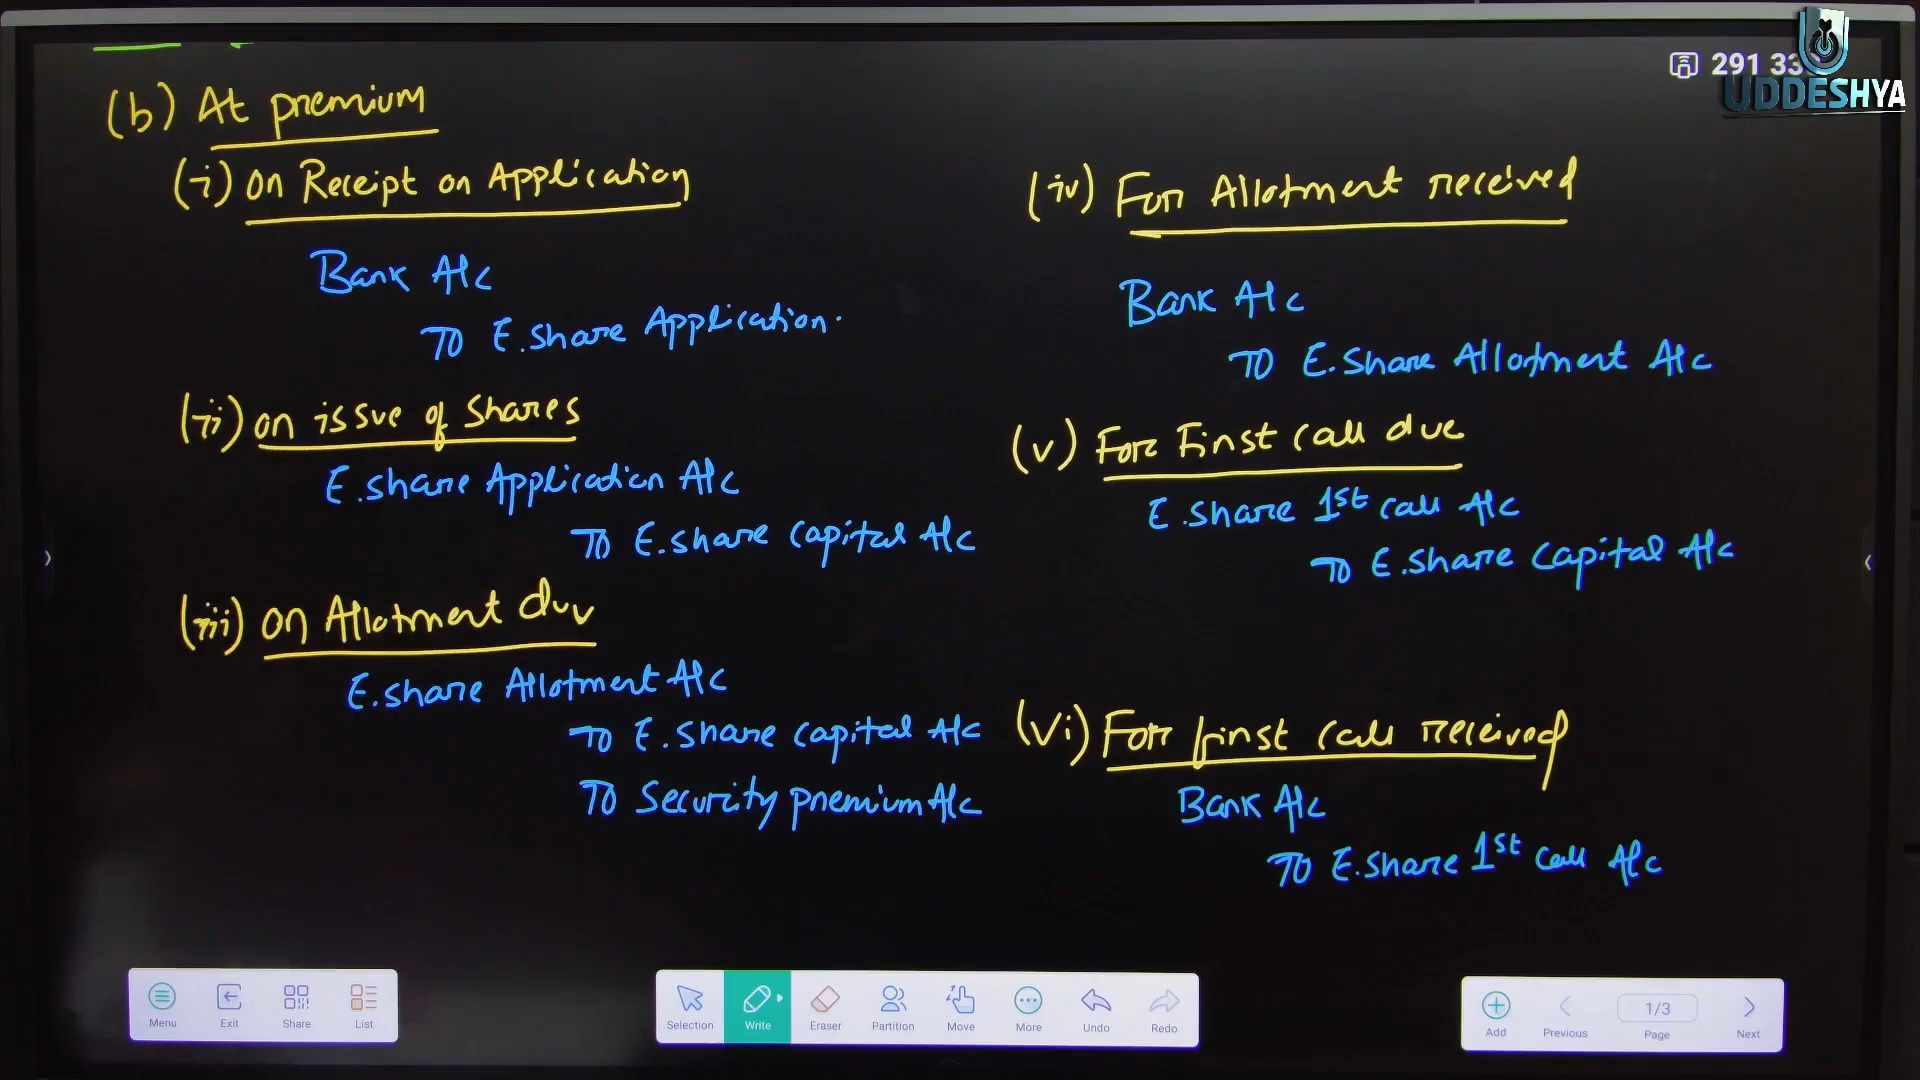 291 33
UDDESHYA
(b) At premium
(i) on Receipt on Application
Bank A/c
To E.share Application.
(ii) on issue of Shares
E.share Application A/c
To E.share capital A/c
(iii) on Allotment due
E.share Allotment A/c
To E.share capital A/c
To Security premium A/c
(iv) For Allotment received
Bank A/c
To E.share Allotment A/c
(v) For First call due
E.share 1st call A/c
To E.share capital A/c
(vi) For first call received
Bank A/c
To E.share 1st call A/c
Menu
Exit
Share
List
Selection
Write
Eraser
Partition
Move
More
Undo
Redo
Add
Previous
1/3
Page
Next